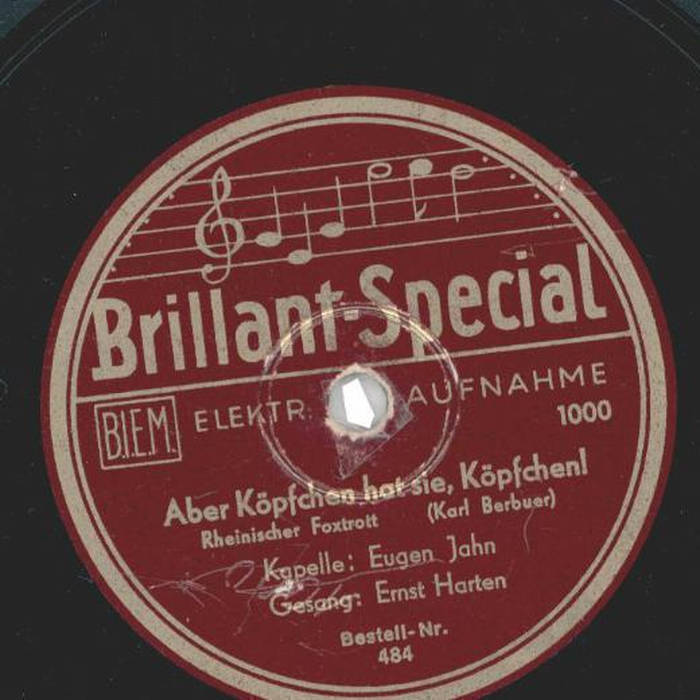 Brillant-Special
B.I.E.M. ELEKTR. AUFNAHME
1000
Aber Köpfchen hat sie, Köpfchen!
Rheinischer Foxtrott (Karl Berbuer)
Kapelle: Eugen Jahn
Gesang: Ernst Harten
Bestell-Nr.
484